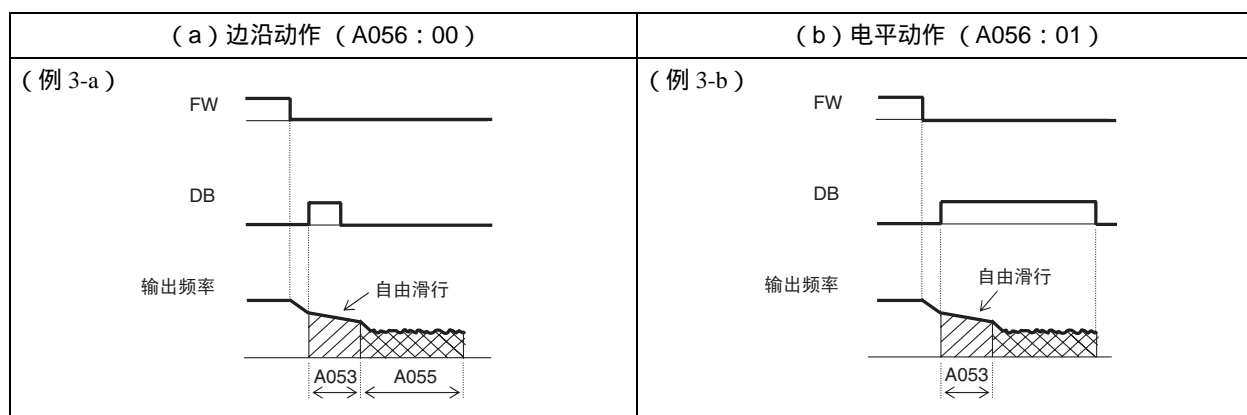 （a）边沿动作（A056：00）
（b）电平动作（A056：01）
（例 3-a）
FW
DB
输出频率
自由滑行
A053
A055
（例 3-b）
FW
DB
输出频率
自由滑行
A053